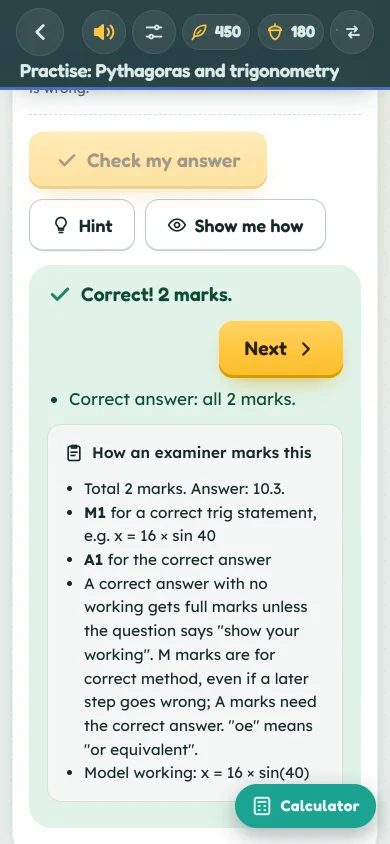 450
180
Practise: Pythagoras and trigonometry
is wrong.
Check my answer
Hint
Show me how
Correct! 2 marks.
Next
• Correct answer: all 2 marks.
How an examiner marks this
• Total 2 marks. Answer: 10.3.
• M1 for a correct trig statement,
e.g. x = 16 × sin 40
• A1 for the correct answer
• A correct answer with no
working gets full marks unless
the question says "show your
working". M marks are for
correct method, even if a later
step goes wrong; A marks need
the correct answer. "oe" means
"or equivalent".
• Model working: x = 16 × sin(40)
Calculator